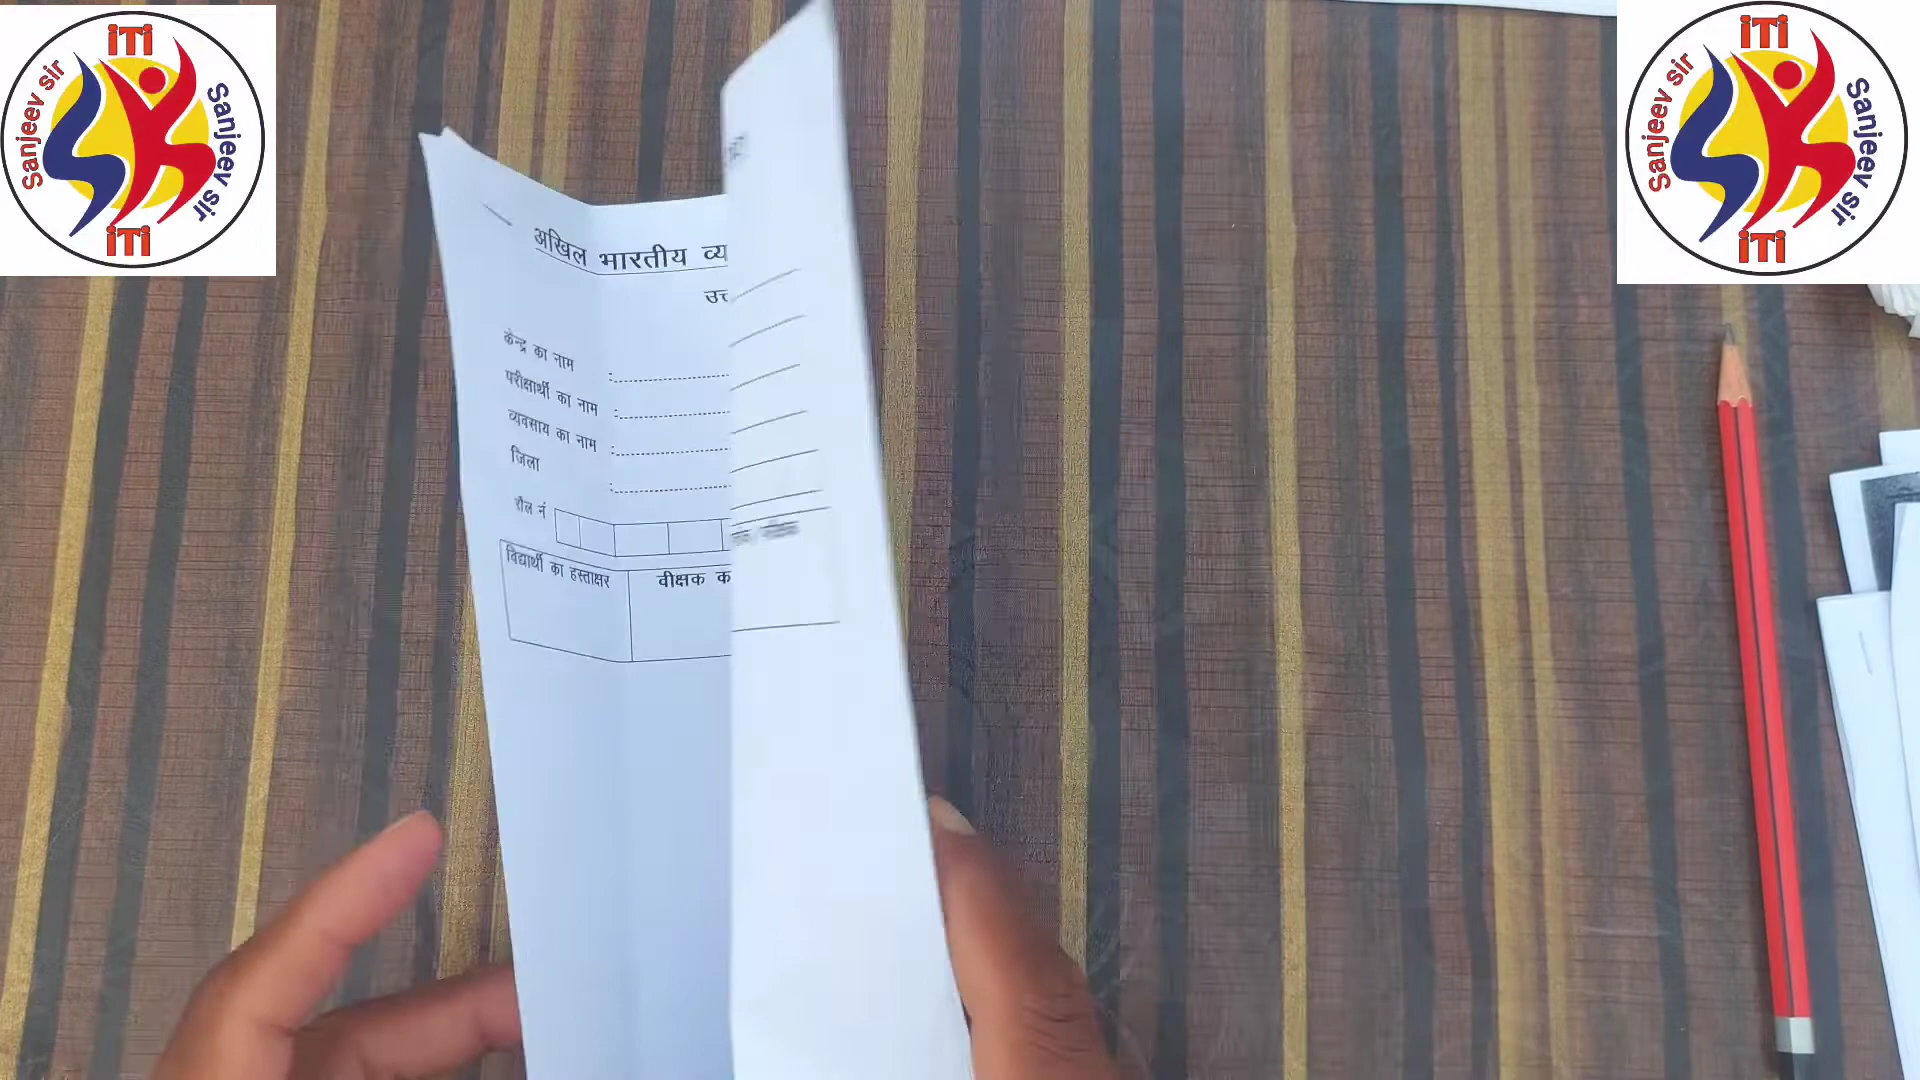 iTi
Sanjeev sir
Sanjeev sir
iTi
iTi
Sanjeev sir
Sanjeev sir
iTi
अखिल भारतीय
केन्द्र का नाम :
परीक्षार्थी का नाम :
व्यवसाय का नाम :
जिला :
रौल नं
विद्यार्थी का हस्ताक्षर वीक्षक